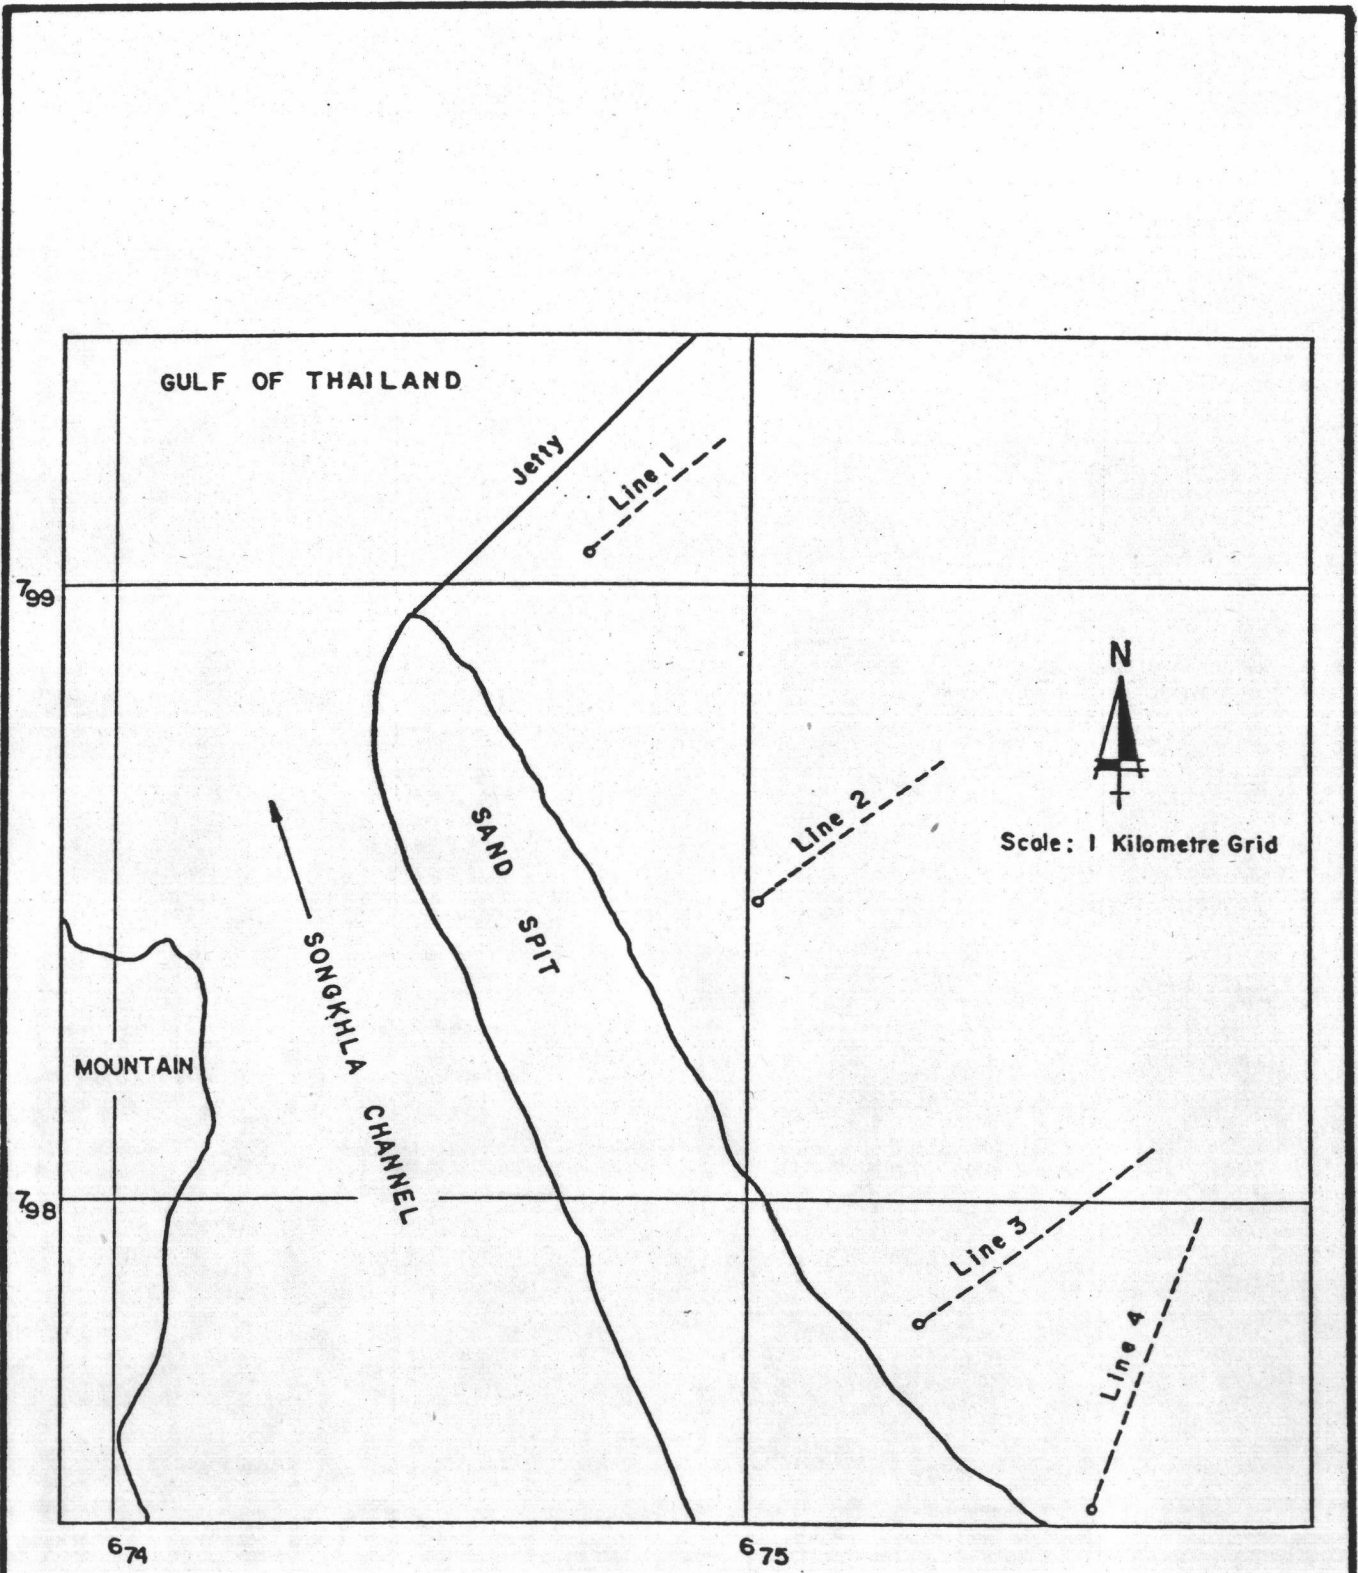 GULF OF THAILAND
Jetty
Line 1
799
N
Line 2
Scale: 1 Kilometre Grid
SAND SPIT
SONGKHLA CHANNEL
MOUNTAIN
798
Line 3
Line 4
674
675